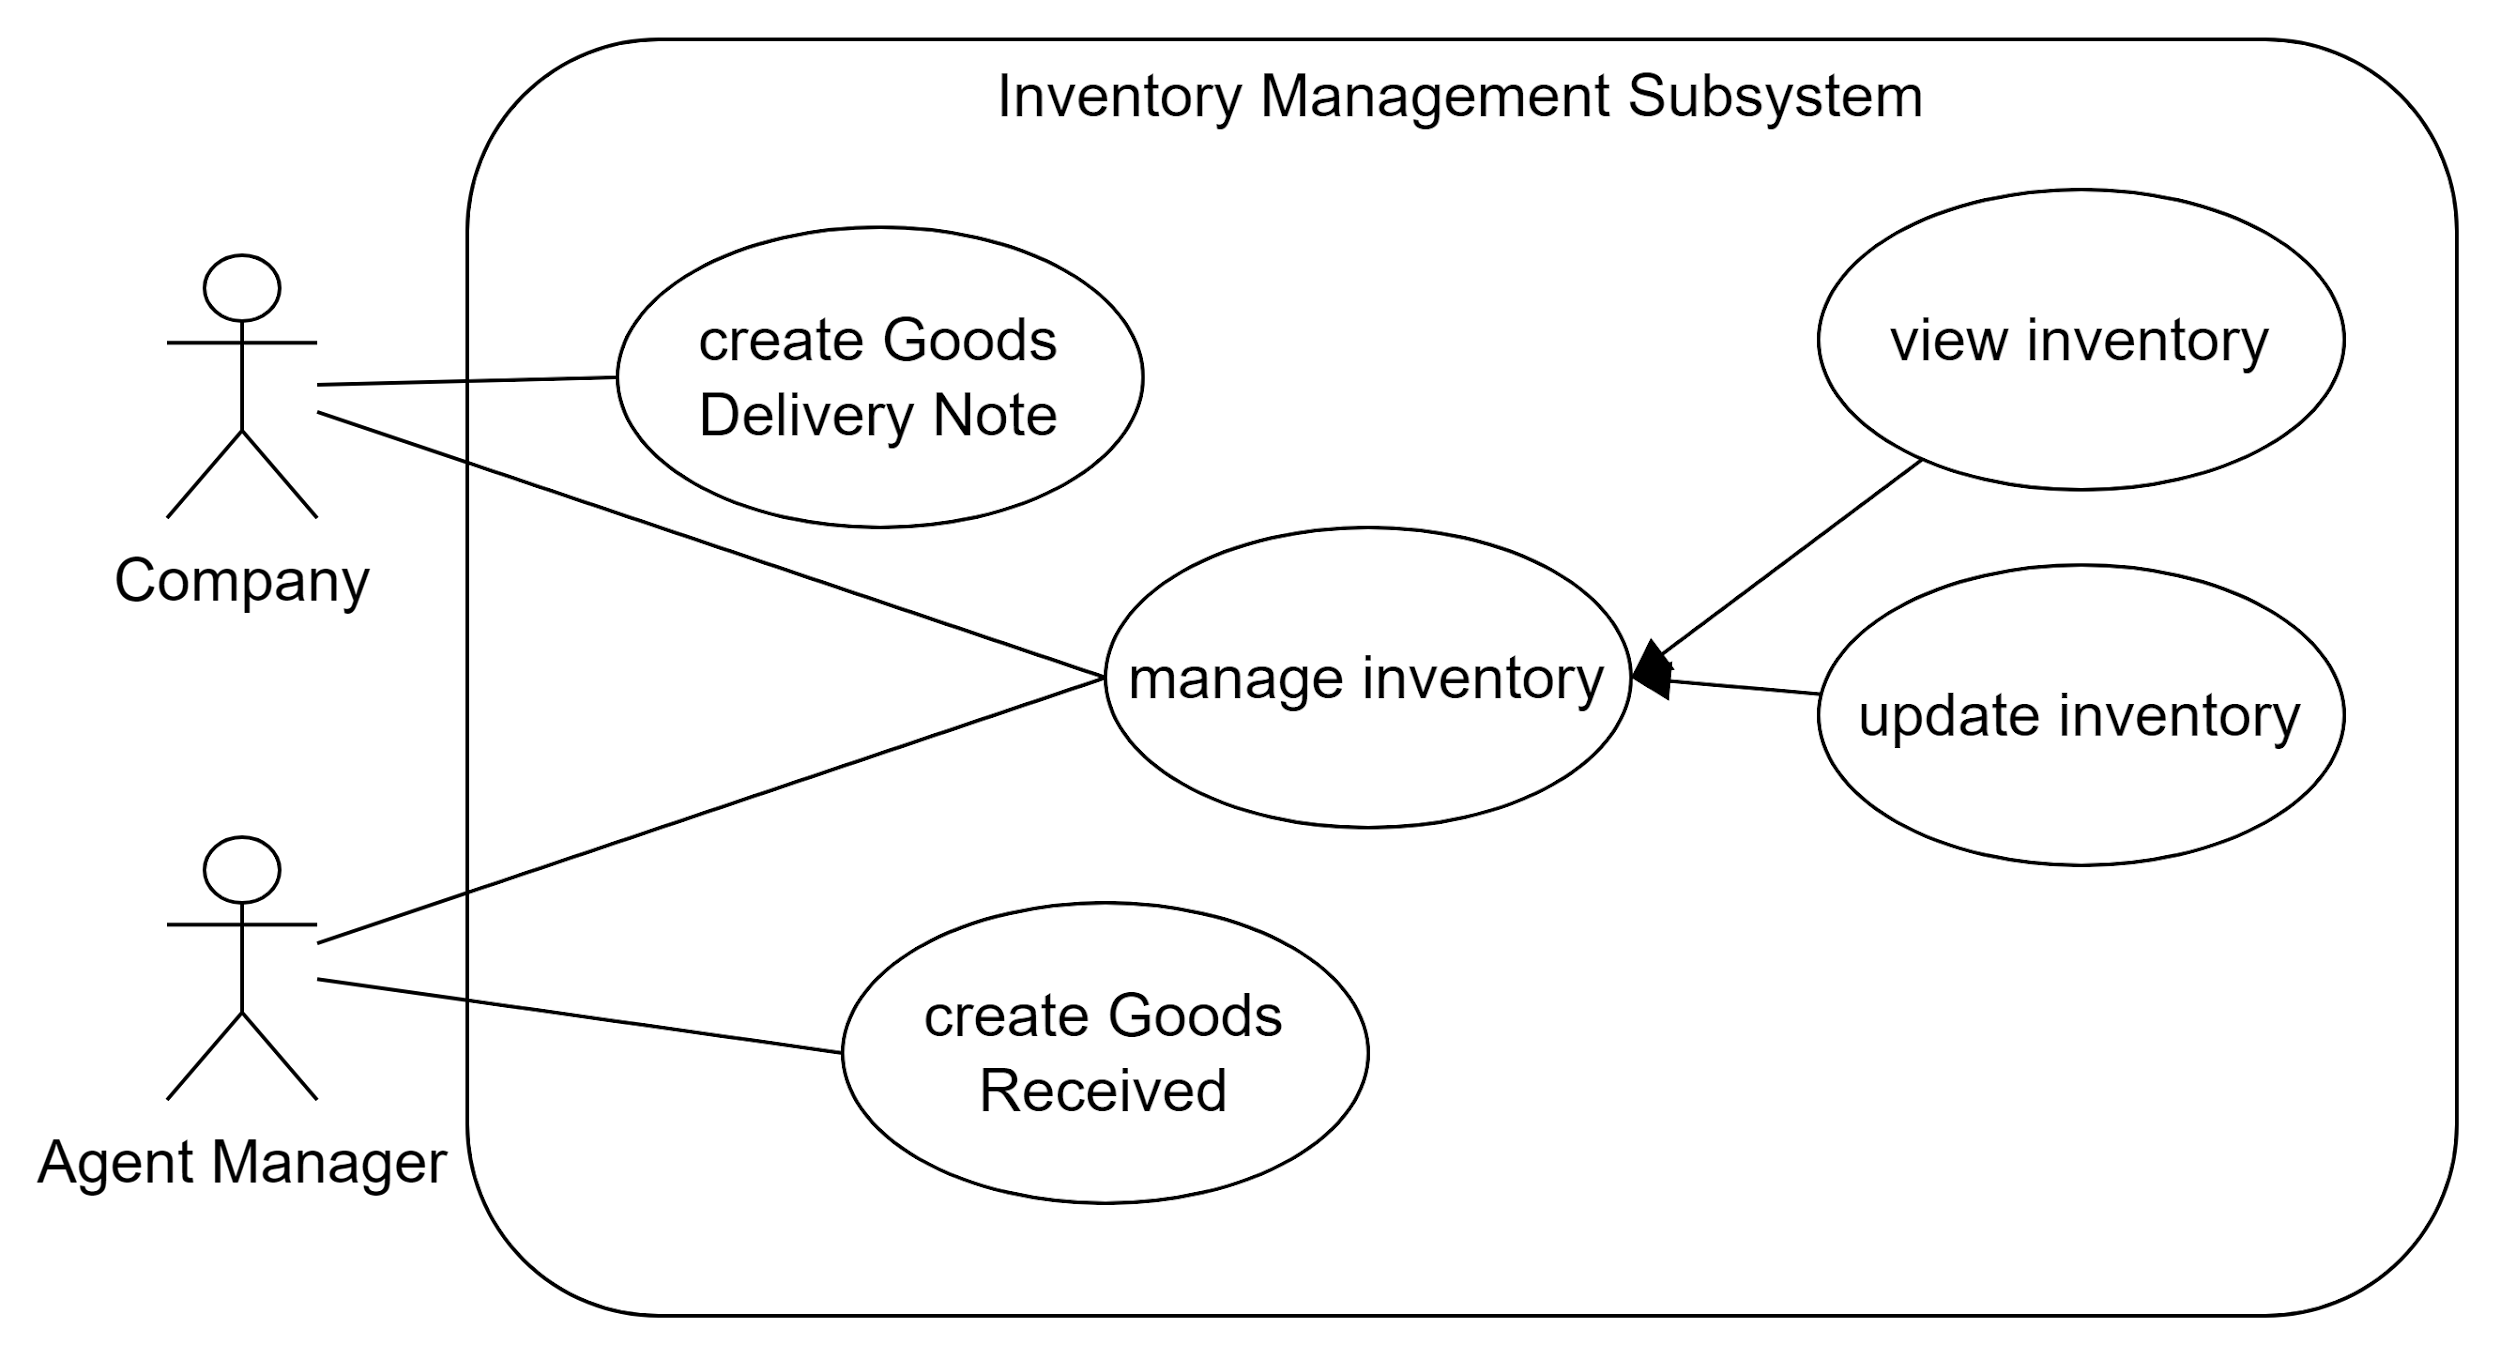 Inventory Management Subsystem
create Goods
Delivery Note
view inventory
Company
manage inventory
update inventory
create Goods
Received
Agent Manager